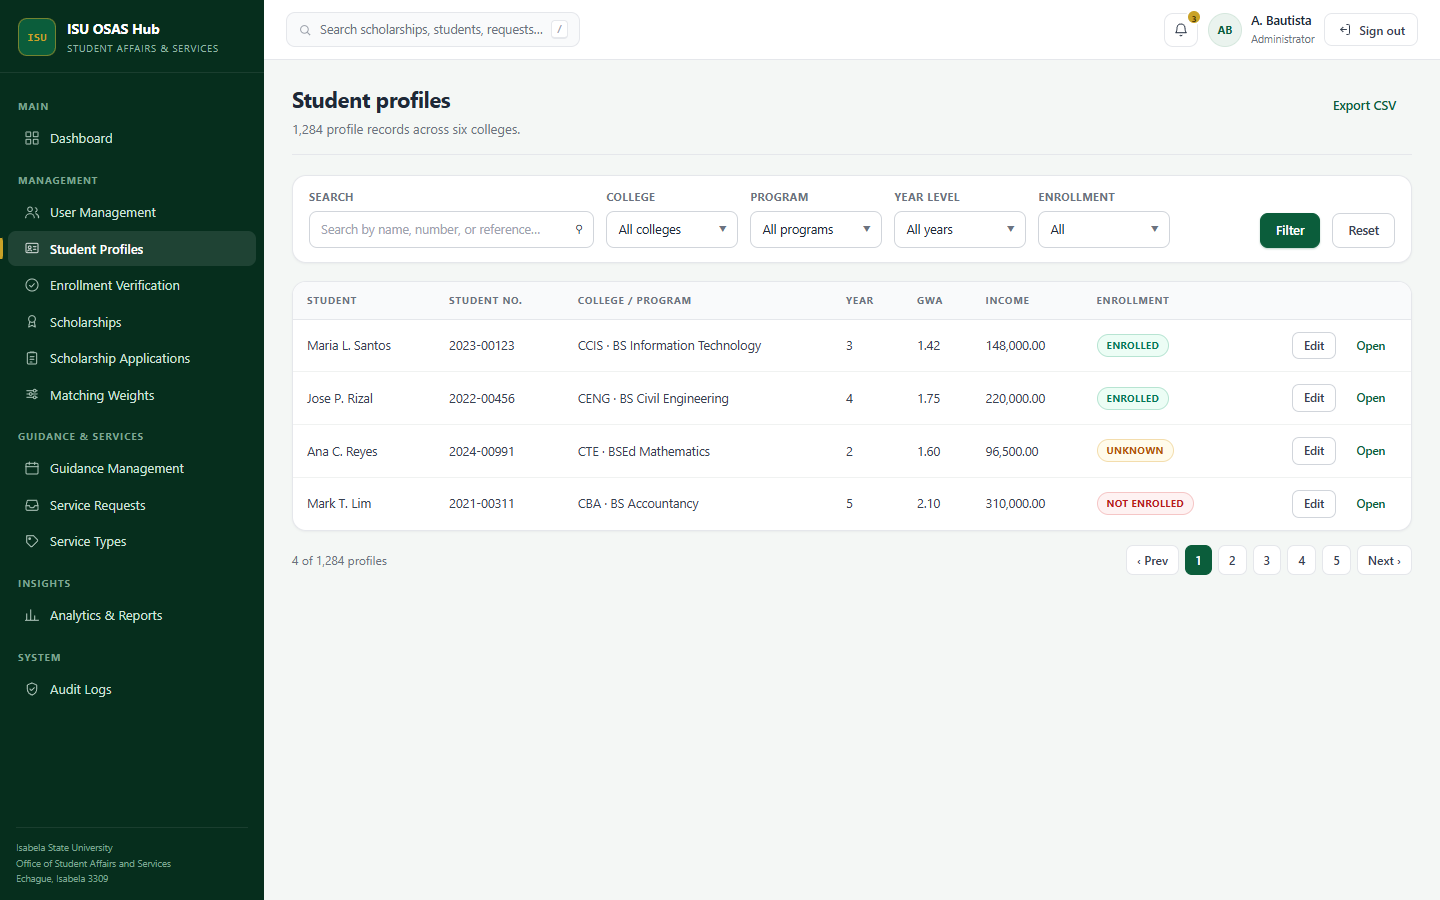 ISU
ISU OSAS Hub
STUDENT AFFAIRS & SERVICES
MAIN
Dashboard
MANAGEMENT
User Management
Student Profiles
Enrollment Verification
Scholarships
Scholarship Applications
Matching Weights
GUIDANCE & SERVICES
Guidance Management
Service Requests
Service Types
INSIGHTS
Analytics & Reports
SYSTEM
Audit Logs
Isabela State University
Office of Student Affairs and Services
Echague, Isabela 3309
Search scholarships, students, requests... /
3
AB
A. Bautista
Administrator
Sign out
Student profiles
1,284 profile records across six colleges.
Export CSV
SEARCH COLLEGE PROGRAM YEAR LEVEL ENROLLMENT
Search by name, number, or reference... All colleges All programs All years All Filter Reset
STUDENT STUDENT NO. COLLEGE / PROGRAM YEAR GWA INCOME ENROLLMENT
Maria L. Santos 2023-00123 CCIS · BS Information Technology 3 1.42 148,000.00 ENROLLED Edit Open
Jose P. Rizal 2022-00456 CENG · BS Civil Engineering 4 1.75 220,000.00 ENROLLED Edit Open
Ana C. Reyes 2024-00991 CTE · BSEd Mathematics 2 1.60 96,500.00 UNKNOWN Edit Open
Mark T. Lim 2021-00311 CBA · BS Accountancy 5 2.10 310,000.00 NOT ENROLLED Edit Open
4 of 1,284 profiles ‹ Prev 1 2 3 4 5 Next ›